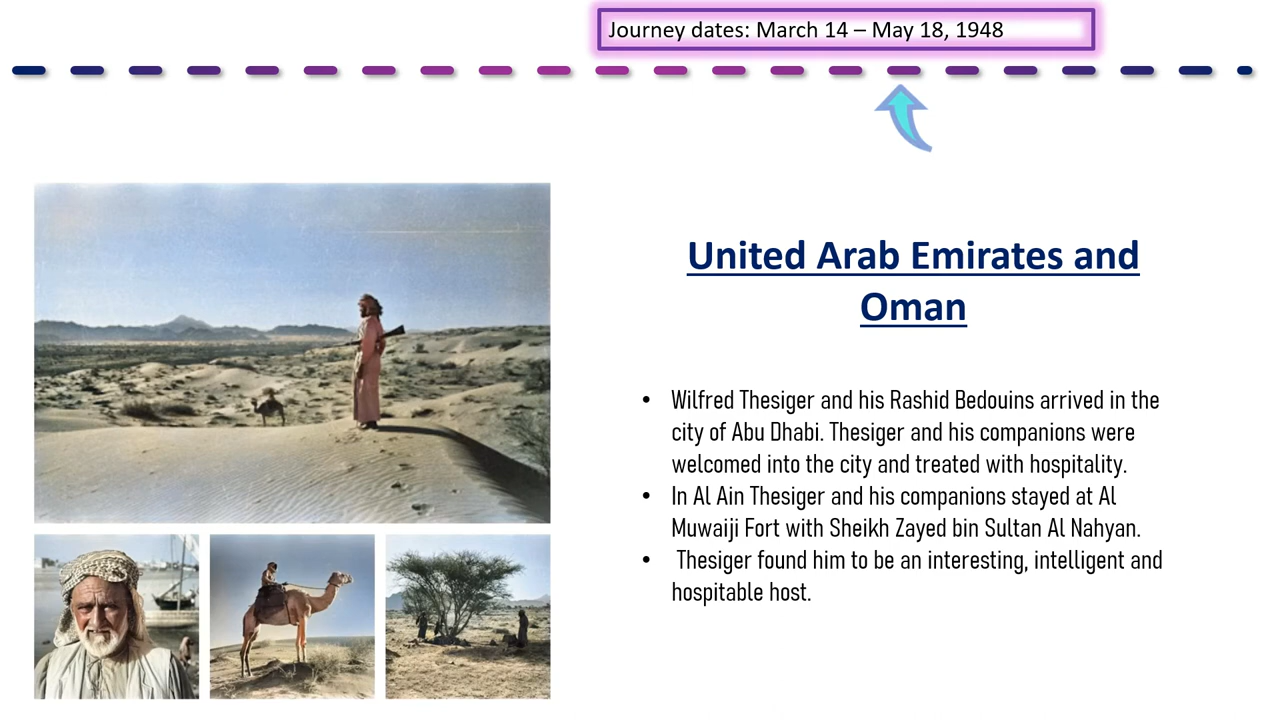 Journey dates: March 14 – May 18, 1948
United Arab Emirates and
Oman
• Wilfred Thesiger and his Rashid Bedouins arrived in the
city of Abu Dhabi. Thesiger and his companions were
welcomed into the city and treated with hospitality.
• In Al Ain Thesiger and his companions stayed at Al
Muwaiji Fort with Sheikh Zayed bin Sultan Al Nahyan.
• Thesiger found him to be an interesting, intelligent and
hospitable host.